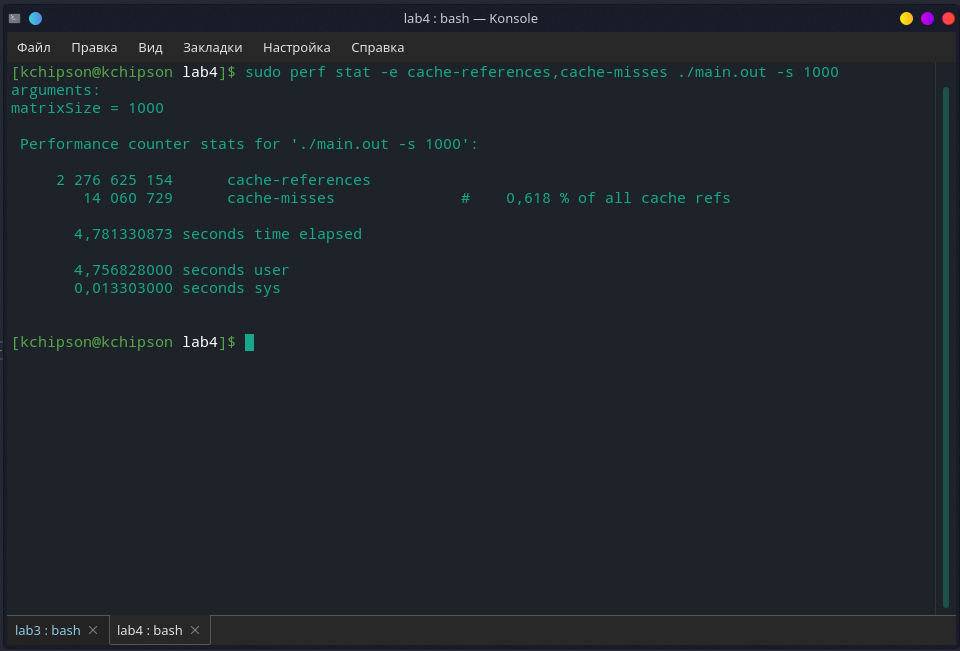 lab4 : bash — Konsole
Файл Правка Вид Закладки Настройка Справка
[kchipson@kchipson lab4]$ sudo perf stat -e cache-references,cache-misses ./main.out -s 1000
arguments:
matrixSize = 1000
Performance counter stats for './main.out -s 1000':
2 276 625 154 cache-references
14 060 729 cache-misses # 0,618 % of all cache refs
4,781330873 seconds time elapsed
4,756828000 seconds user
0,013303000 seconds sys
[kchipson@kchipson lab4]$
lab3 : bash lab4 : bash